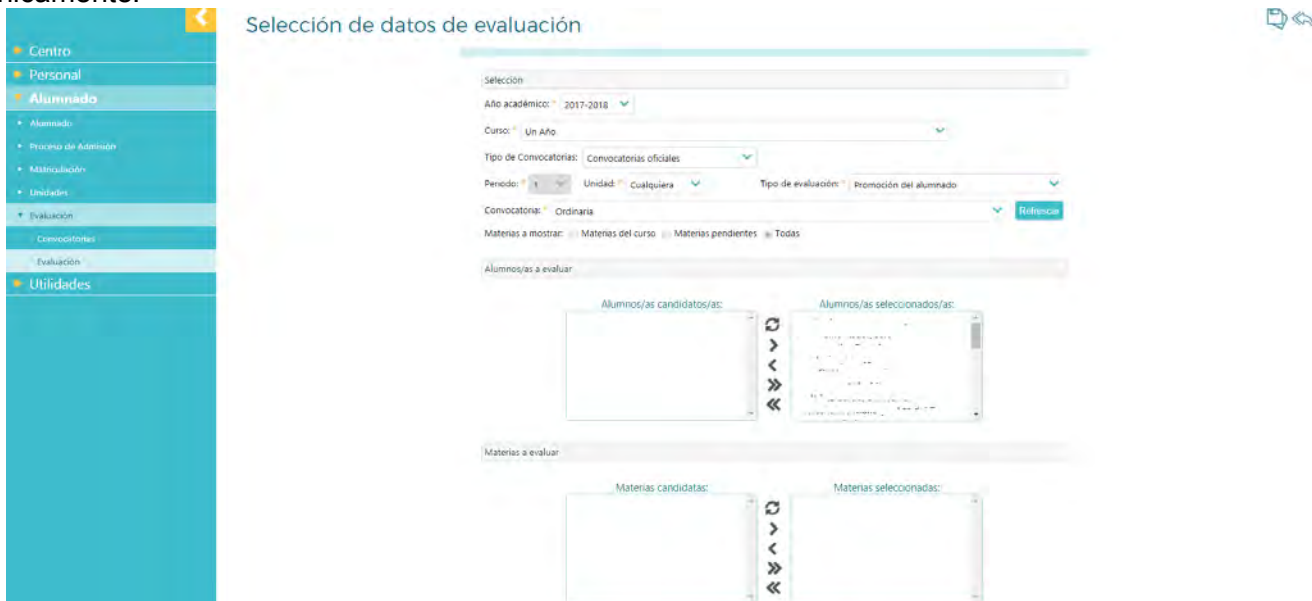 nicamente.
Selección de datos de evaluación
Centro
Personal
Alumnado
Alumnado
Proceso de Admisión
Matriculación
Unidades
Evaluación
Convocatorias
Evaluación
Utilidades
Selección
Año académico: * 2017-2018
Curso: * Un Año
Tipo de Convocatorias: Convocatorias oficiales
Periodo: * 1 Unidad: * Cualquiera Tipo de evaluación: * Promoción del alumnado
Convocatoria: * Ordinaria Refrescar
Materias a mostrar: Materias del curso Materias pendientes Todas
Alumnos/as a evaluar
Alumnos/as candidatos/as: Alumnos/as seleccionados/as:
Materias a evaluar
Materias candidatas: Materias seleccionadas: